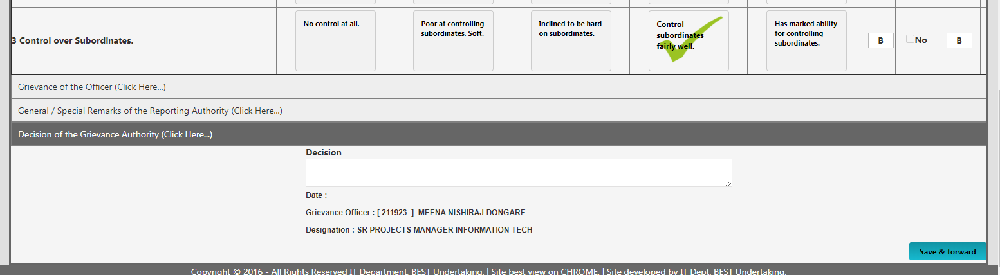 No control at all.
Poor at controlling
subordinates. Soft.
Inclined to be hard
on subordinates.
Control
subordinates
fairly well.
Has marked ability
for controlling
subordinates.
3 Control over Subordinates.
B
No
B
Grievance of the Officer (Click Here...)
General / Special Remarks of the Reporting Authority (Click Here...)
Decision of the Grievance Authority (Click Here...)
Decision
Date :
Grievance Officer : [ 211923 ] MEENA NISHIRAJ DONGARE
Designation : SR PROJECTS MANAGER INFORMATION TECH
Save & forward
Copyright © 2016 - All Rights Reserved IT Department, BEST Undertaking. | Site best view on CHROME. | Site developed by IT Dept. BEST Undertaking.